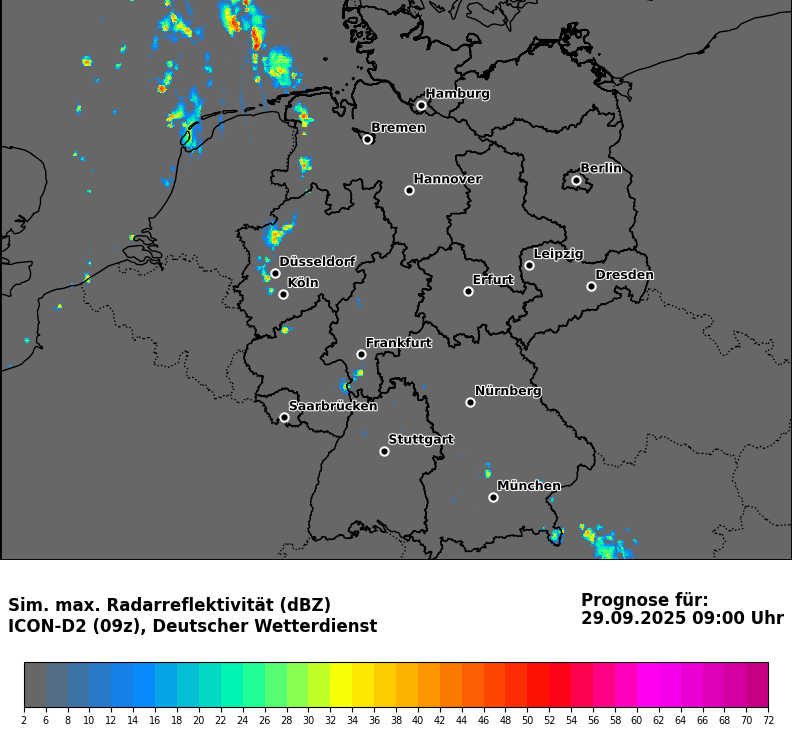 Hamburg
Bremen
Berlin
Hannover
Leipzig
Düsseldorf
Dresden
Köln
Erfurt
Frankfurt
Nürnberg
Saarbrücken
Stuttgart
München
Sim. max. Radarreflektivität (dBZ)
ICON-D2 (09z), Deutscher Wetterdienst
Prognose für:
29.09.2025 09:00 Uhr
2 6 8 10 12 14 16 18 20 22 24 26 28 30 32 34 36 38 40 42 44 46 48 50 52 54 56 58 60 62 64 66 68 70 72